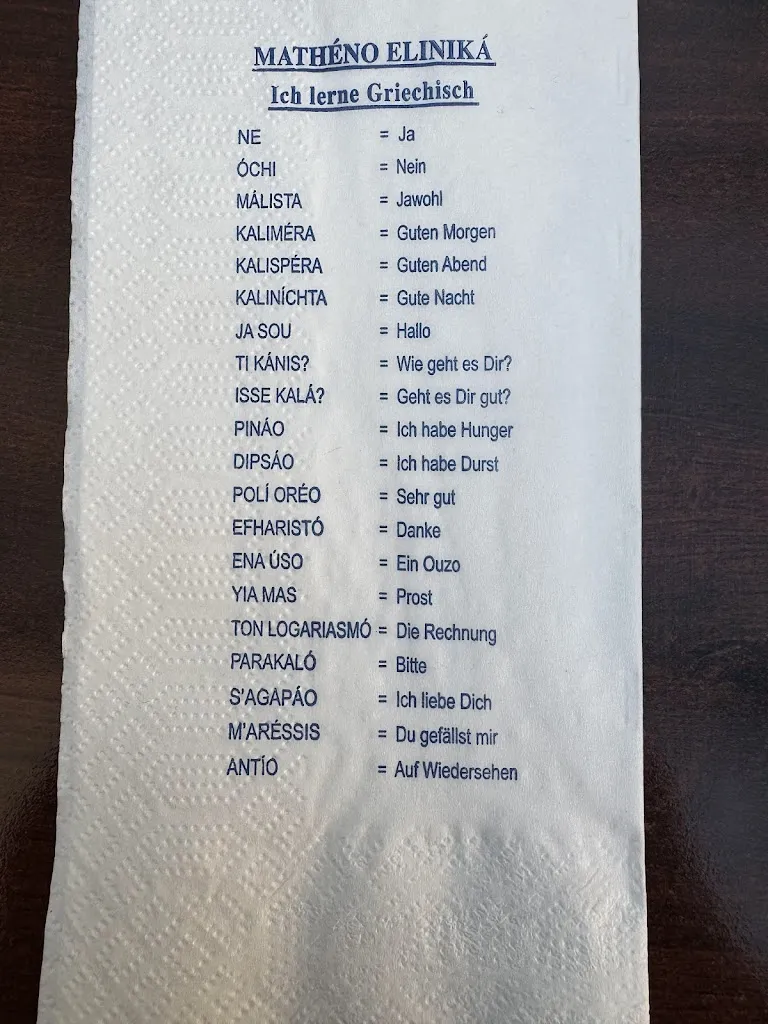 MATHÉNO ELINIKÁ
Ich lerne Griechisch
NE = Ja
ÓCHI = Nein
MÁLISTA = Jawohl
KALIMÉRA = Guten Morgen
KALISPÉRA = Guten Abend
KALINÍCHTA = Gute Nacht
JA SOU = Hallo
TI KÁNIS? = Wie geht es Dir?
ISSE KALÁ? = Geht es Dir gut?
PINÁO = Ich habe Hunger
DIPSÁO = Ich habe Durst
POLÍ ORÉO = Sehr gut
EFHARISTÓ = Danke
ENA ÚSO = Ein Ouzo
YIA MAS = Prost
TON LOGARIASMÓ = Die Rechnung
PARAKALÓ = Bitte
S'AGAPÁO = Ich liebe Dich
M'ARÉSSIS = Du gefällst mir
ANTÍO = Auf Wiedersehen